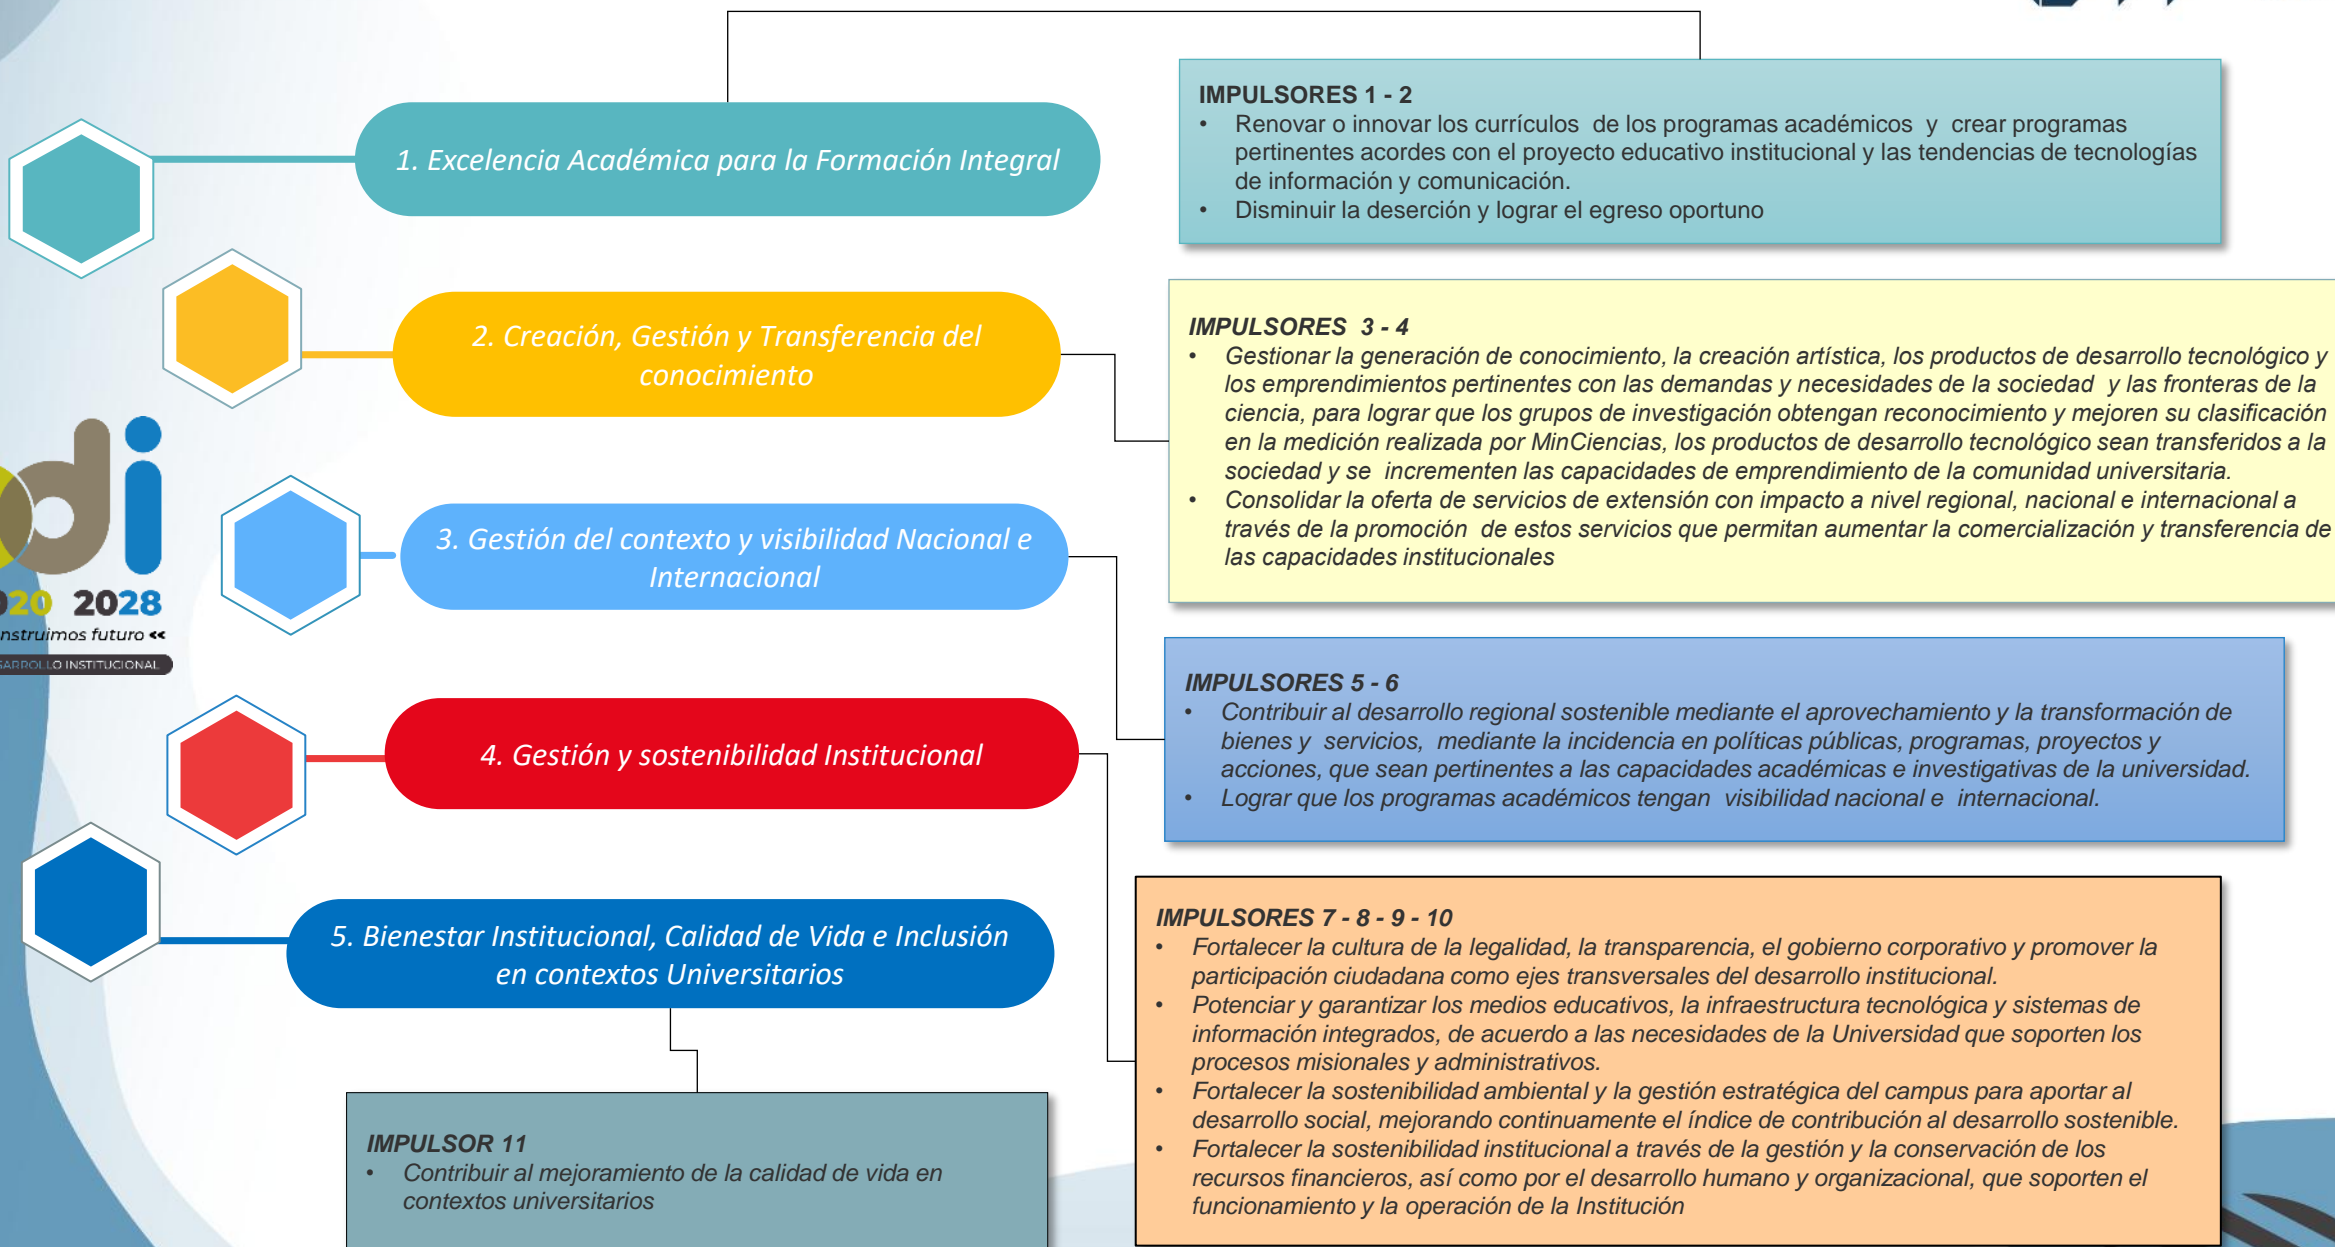 1. Excelencia Académica para la Formación Integral
IMPULSORES 1 - 2
• Renovar o innovar los currículos de los programas académicos y crear programas
pertinentes acordes con el proyecto educativo institucional y las tendencias de tecnologías
de información y comunicación.
• Disminuir la deserción y lograr el egreso oportuno
2. Creación, Gestión y Transferencia del
conocimiento
IMPULSORES 3 - 4
• Gestionar la generación de conocimiento, la creación artística, los productos de desarrollo tecnológico y
los emprendimientos pertinentes con las demandas y necesidades de la sociedad y las fronteras de la
ciencia, para lograr que los grupos de investigación obtengan reconocimiento y mejoren su clasificación
en la medición realizada por MinCiencias, los productos de desarrollo tecnológico sean transferidos a la
sociedad y se incrementen las capacidades de emprendimiento de la comunidad universitaria.
• Consolidar la oferta de servicios de extensión con impacto a nivel regional, nacional e internacional a
través de la promoción de estos servicios que permitan aumentar la comercialización y transferencia de
las capacidades institucionales
di
20 2028
nstruimos futuro <<
SARROLLO INSTITUCIONAL
3. Gestión del contexto y visibilidad Nacional e
Internacional
IMPULSORES 5 - 6
• Contribuir al desarrollo regional sostenible mediante el aprovechamiento y la transformación de
bienes y servicios, mediante la incidencia en políticas públicas, programas, proyectos y
acciones, que sean pertinentes a las capacidades académicas e investigativas de la universidad.
• Lograr que los programas académicos tengan visibilidad nacional e internacional.
4. Gestión y sostenibilidad Institucional
IMPULSORES 7 - 8 - 9 - 10
• Fortalecer la cultura de la legalidad, la transparencia, el gobierno corporativo y promover la
participación ciudadana como ejes transversales del desarrollo institucional.
• Potenciar y garantizar los medios educativos, la infraestructura tecnológica y sistemas de
información integrados, de acuerdo a las necesidades de la Universidad que soporten los
procesos misionales y administrativos.
• Fortalecer la sostenibilidad ambiental y la gestión estratégica del campus para aportar al
desarrollo social, mejorando continuamente el índice de contribución al desarrollo sostenible.
• Fortalecer la sostenibilidad institucional a través de la gestión y la conservación de los
recursos financieros, así como por el desarrollo humano y organizacional, que soporten el
funcionamiento y la operación de la Institución
5. Bienestar Institucional, Calidad de Vida e Inclusión
en contextos Universitarios
IMPULSOR 11
• Contribuir al mejoramiento de la calidad de vida en
contextos universitarios